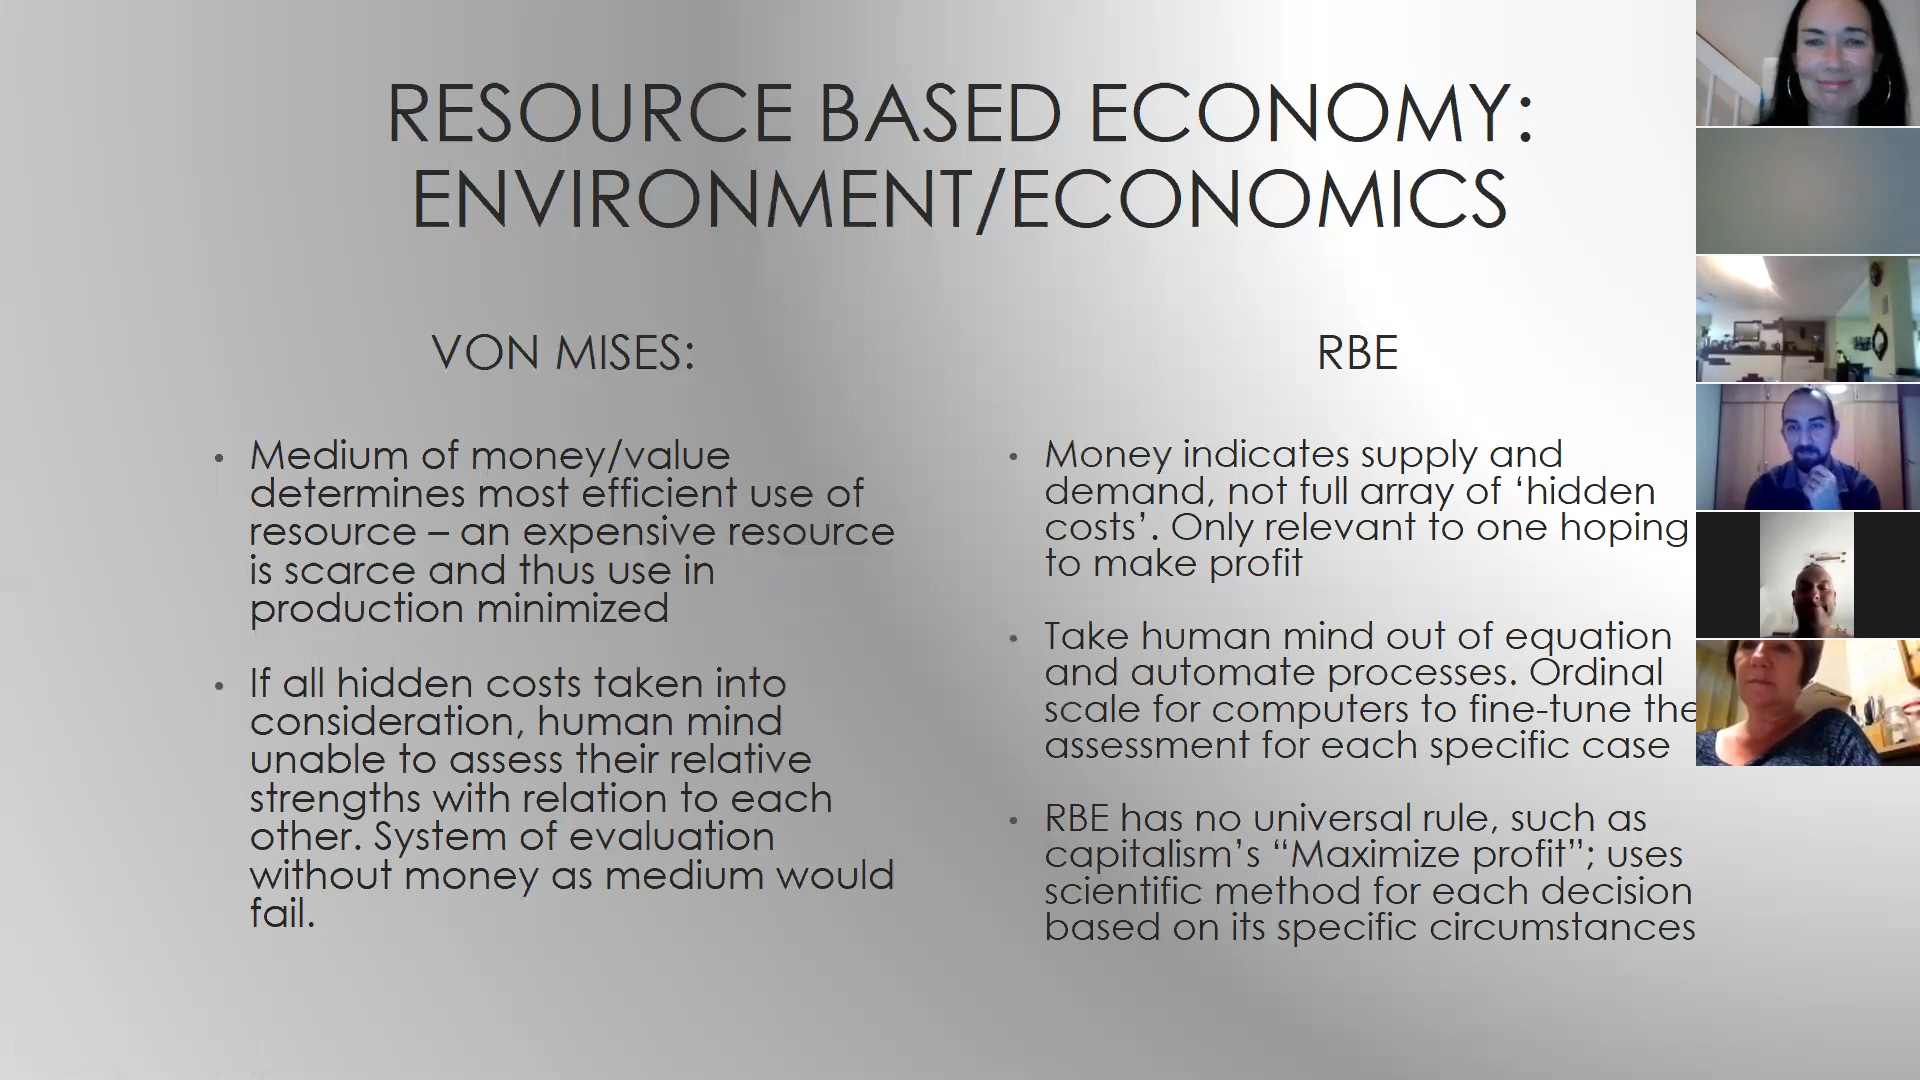 RESOURCE BASED ECONOMY:
ENVIRONMENT/ECONOMICS
VON MISES:
• Medium of money/value
determines most efficient use of
resource – an expensive resource
is scarce and thus use in
production minimized
• If all hidden costs taken into
consideration, human mind
unable to assess their relative
strengths with relation to each
other. System of evaluation
without money as medium would
fail.
RBE
• Money indicates supply and
demand, not full array of ‘hidden
costs’. Only relevant to one hoping
to make profit
• Take human mind out of equation
and automate processes. Ordinal
scale for computers to fine-tune the
assessment for each specific case
• RBE has no universal rule, such as
capitalism’s “Maximize profit”; uses
scientific method for each decision
based on its specific circumstances